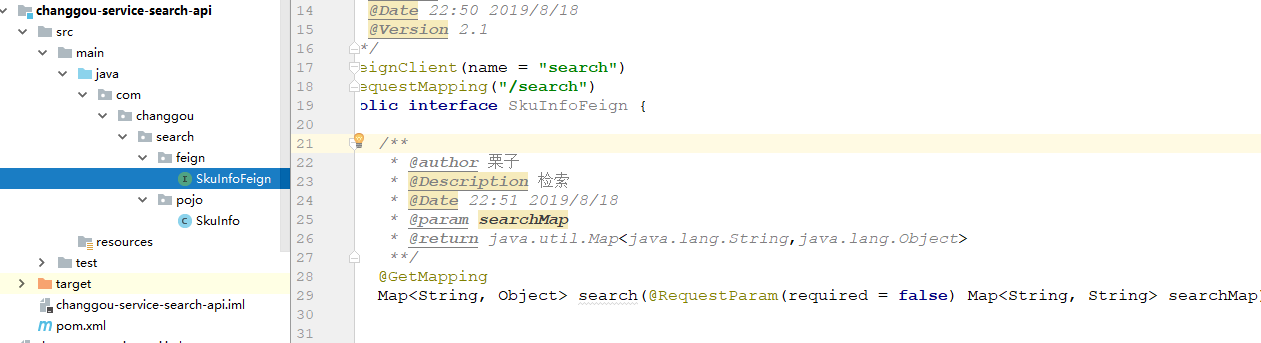 changgou-service-search-api
src
main
java
com
changgou
search
feign
SkuInfoFeign
pojo
SkuInfo
resources
test
target
changgou-service-search-api.iml
pom.xml
14 @Date 22:50 2019/8/18
15 @Version 2.1
16 */
17 eignClient(name = "search")
18 equestMapping("/search")
19 blic interface SkuInfoFeign {
20
21 /**
22 * @author 栗子
23 * @Description 检索
24 * @Date 22:51 2019/8/18
25 * @param searchMap
26 * @return java.util.Map<java.lang.String,java.lang.Object>
27 **/
28 @GetMapping
29 Map<String, Object> search(@RequestParam(required = false) Map<String, String> searchMap)
30
31